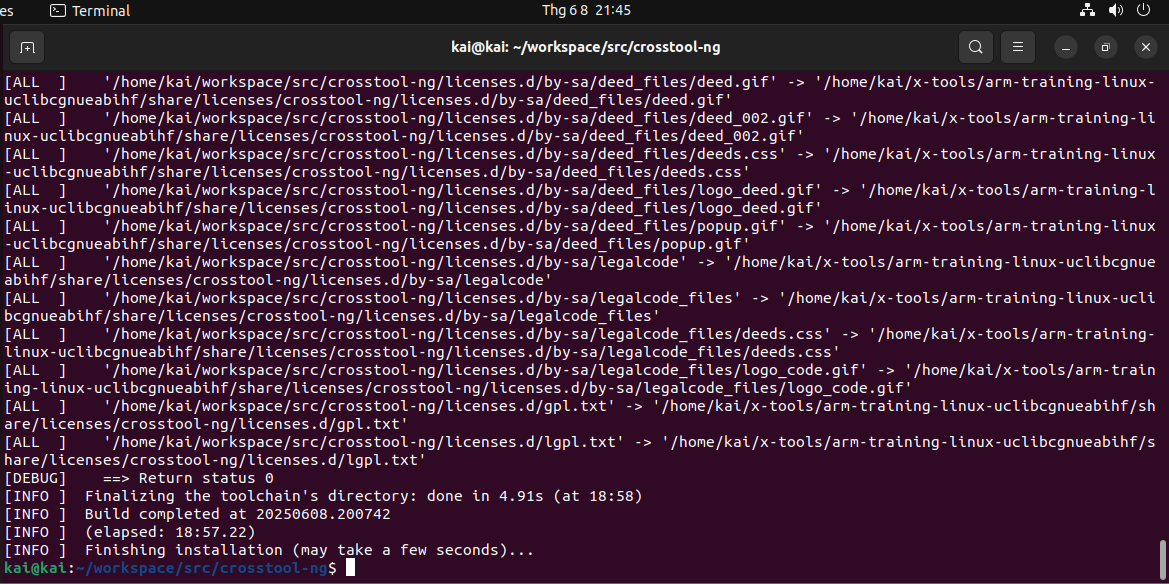 es Terminal Thg 6 8 21:45
kai@kai: ~/workspace/src/crosstool-ng
[ALL  ]    '/home/kai/workspace/src/crosstool-ng/licenses.d/by-sa/deed_files/deed.gif' -> '/home/kai/x-tools/arm-training-linux-
uclibcgnueabihf/share/licenses/crosstool-ng/licenses.d/by-sa/deed_files/deed.gif'
[ALL  ]    '/home/kai/workspace/src/crosstool-ng/licenses.d/by-sa/deed_files/deed_002.gif' -> '/home/kai/x-tools/arm-training-li
nux-uclibcgnueabihf/share/licenses/crosstool-ng/licenses.d/by-sa/deed_files/deed_002.gif'
[ALL  ]    '/home/kai/workspace/src/crosstool-ng/licenses.d/by-sa/deed_files/deeds.css' -> '/home/kai/x-tools/arm-training-linux
-uclibcgnueabihf/share/licenses/crosstool-ng/licenses.d/by-sa/deed_files/deeds.css'
[ALL  ]    '/home/kai/workspace/src/crosstool-ng/licenses.d/by-sa/deed_files/logo_deed.gif' -> '/home/kai/x-tools/arm-training-l
inux-uclibcgnueabihf/share/licenses/crosstool-ng/licenses.d/by-sa/deed_files/logo_deed.gif'
[ALL  ]    '/home/kai/workspace/src/crosstool-ng/licenses.d/by-sa/deed_files/popup.gif' -> '/home/kai/x-tools/arm-training-linux
-uclibcgnueabihf/share/licenses/crosstool-ng/licenses.d/by-sa/deed_files/popup.gif'
[ALL  ]    '/home/kai/workspace/src/crosstool-ng/licenses.d/by-sa/legalcode' -> '/home/kai/x-tools/arm-training-linux-uclibcgnue
abihf/share/licenses/crosstool-ng/licenses.d/by-sa/legalcode'
[ALL  ]    '/home/kai/workspace/src/crosstool-ng/licenses.d/by-sa/legalcode_files' -> '/home/kai/x-tools/arm-training-linux-ucli
bcgnueabihf/share/licenses/crosstool-ng/licenses.d/by-sa/legalcode_files'
[ALL  ]    '/home/kai/workspace/src/crosstool-ng/licenses.d/by-sa/legalcode_files/deeds.css' -> '/home/kai/x-tools/arm-training-
linux-uclibcgnueabihf/share/licenses/crosstool-ng/licenses.d/by-sa/legalcode_files/deeds.css'
[ALL  ]    '/home/kai/workspace/src/crosstool-ng/licenses.d/by-sa/legalcode_files/logo_code.gif' -> '/home/kai/x-tools/arm-train
ing-linux-uclibcgnueabihf/share/licenses/crosstool-ng/licenses.d/by-sa/legalcode_files/logo_code.gif'
[ALL  ]    '/home/kai/workspace/src/crosstool-ng/licenses.d/gpl.txt' -> '/home/kai/x-tools/arm-training-linux-uclibcgnueabihf/sh
are/licenses/crosstool-ng/licenses.d/gpl.txt'
[ALL  ]    '/home/kai/workspace/src/crosstool-ng/licenses.d/lgpl.txt' -> '/home/kai/x-tools/arm-training-linux-uclibcgnueabihf/s
hare/licenses/crosstool-ng/licenses.d/lgpl.txt'
[DEBUG]    ==> Return status 0
[INFO ]  Finalizing the toolchain's directory: done in 4.91s (at 18:58)
[INFO ]  Build completed at 20250608.200742
[INFO ]  (elapsed: 18:57.22)
[INFO ]  Finishing installation (may take a few seconds)...
kai@kai:~/workspace/src/crosstool-ng$